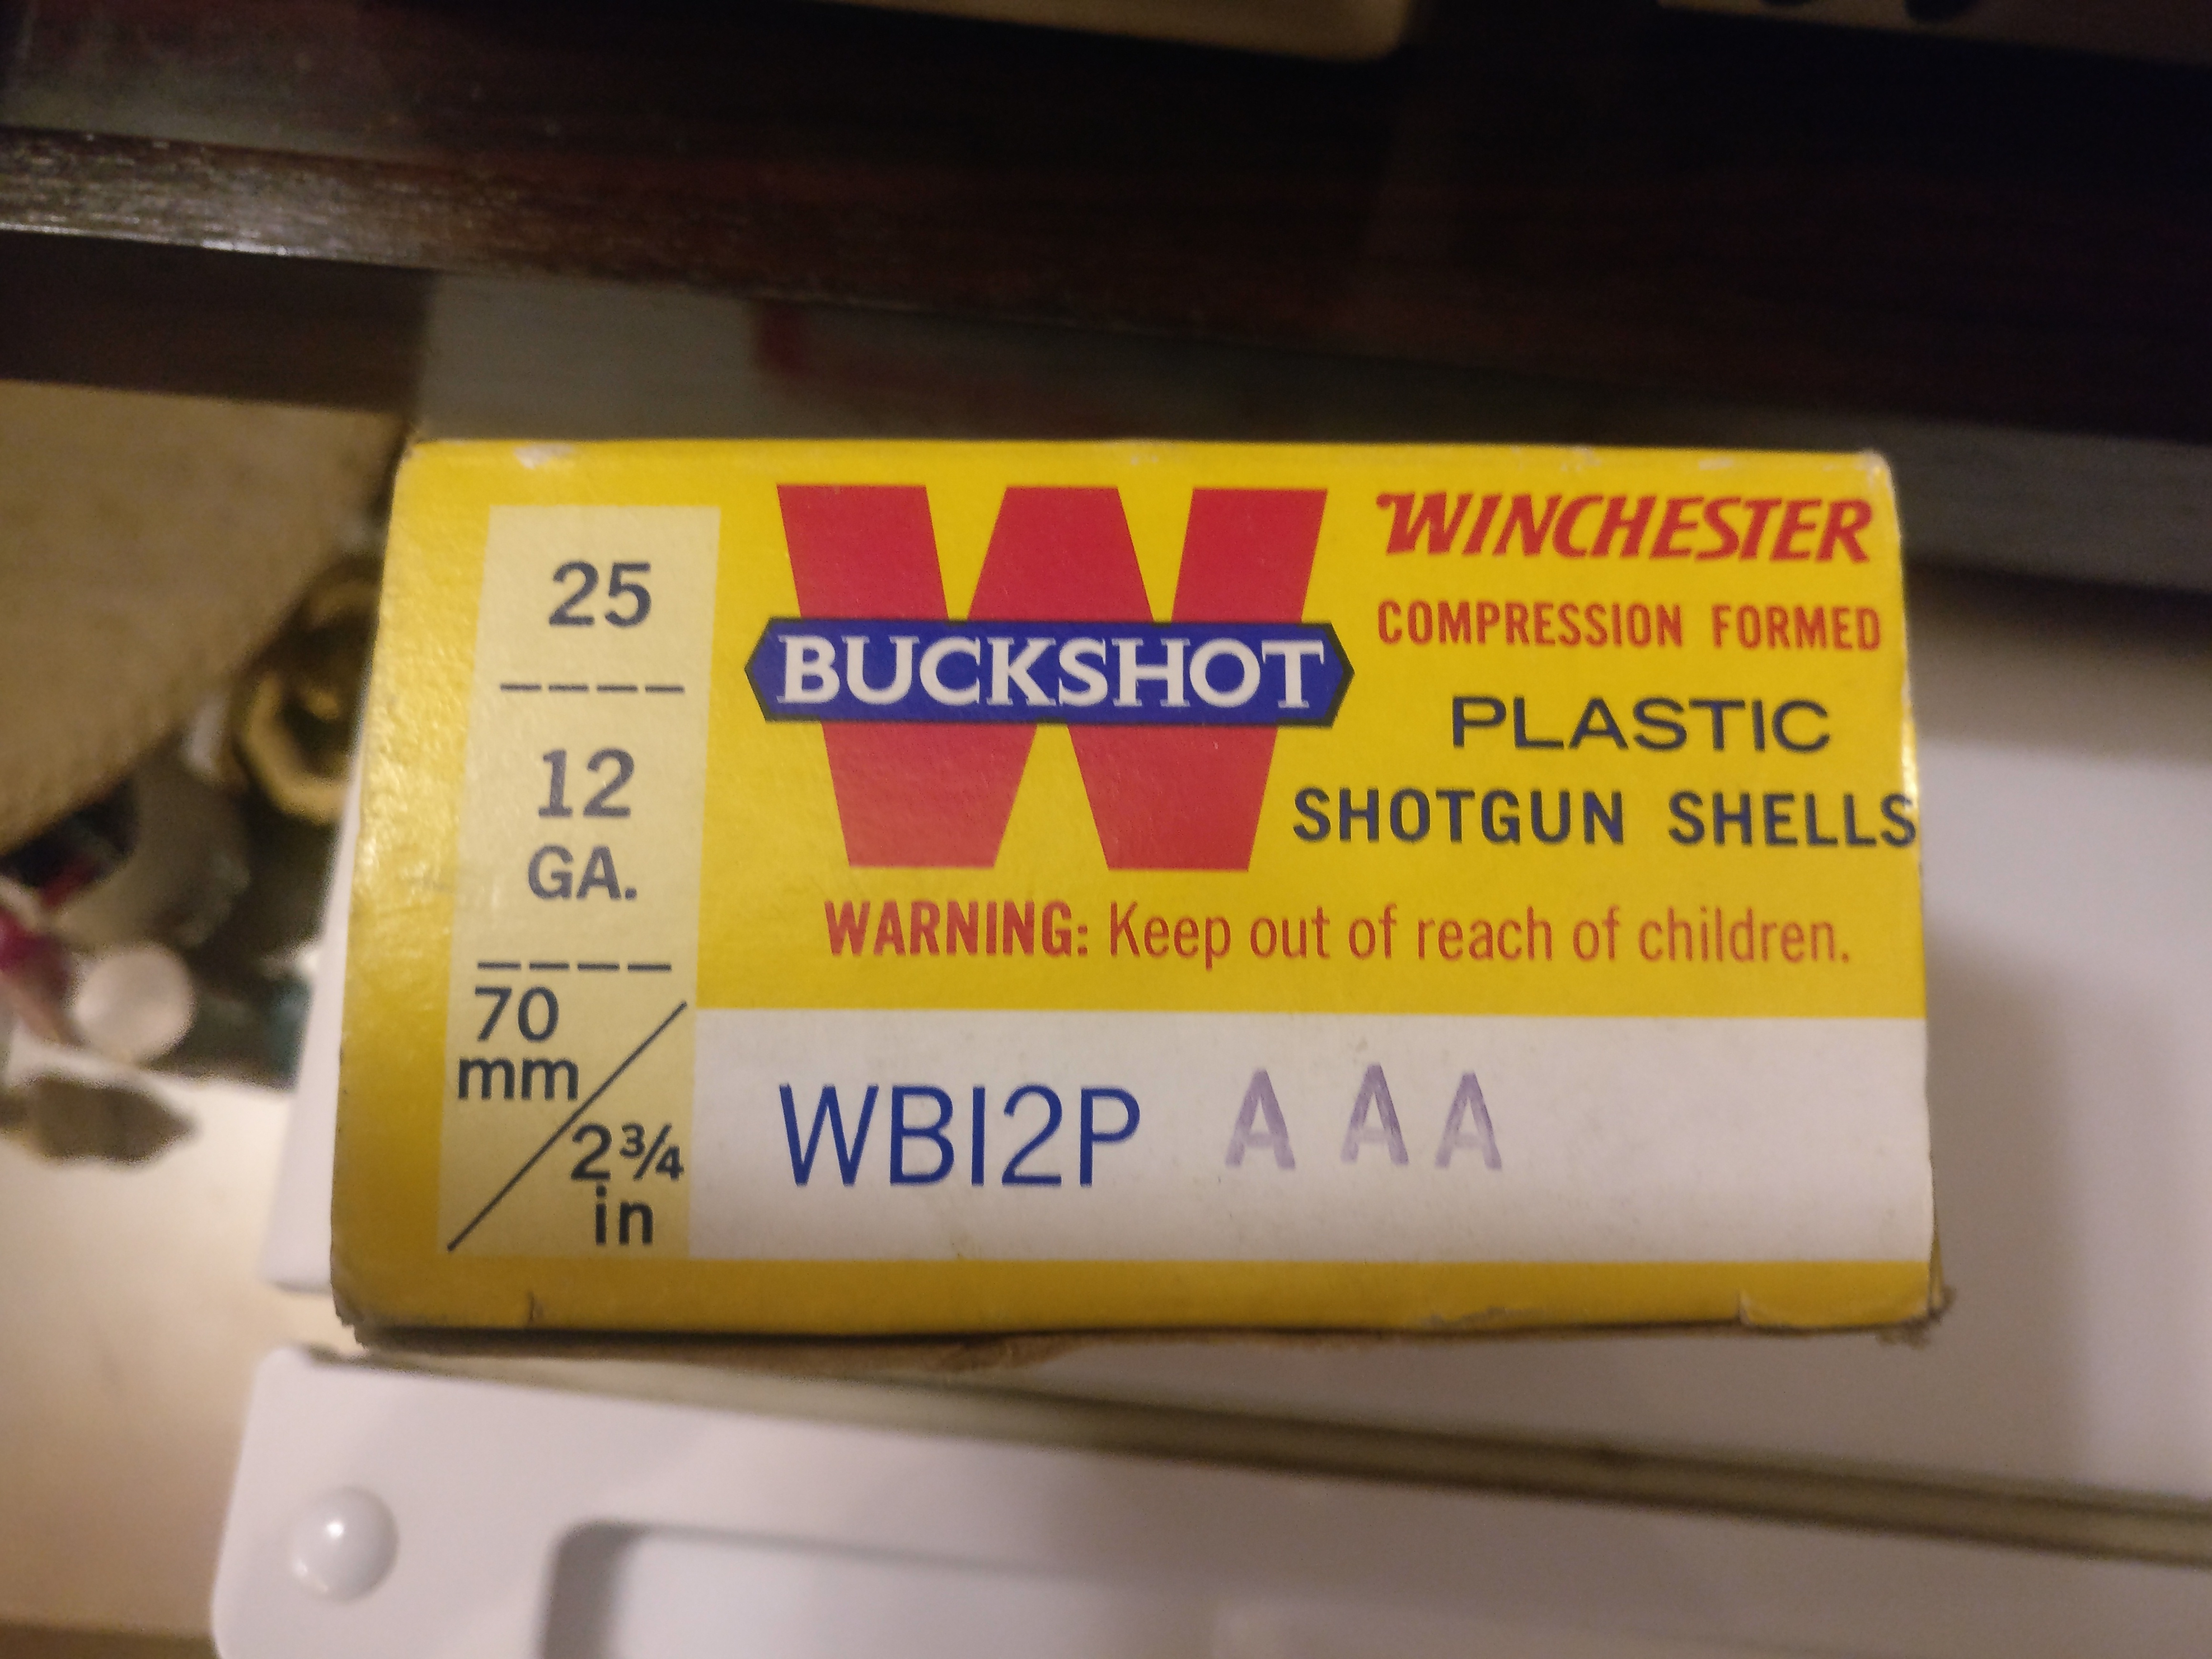 25
12
GA.
70
mm
2¾
in
BUCKSHOT
WINCHESTER
COMPRESSION FORMED
PLASTIC
SHOTGUN SHELLS
WARNING: Keep out of reach of children.
WB12P A A A